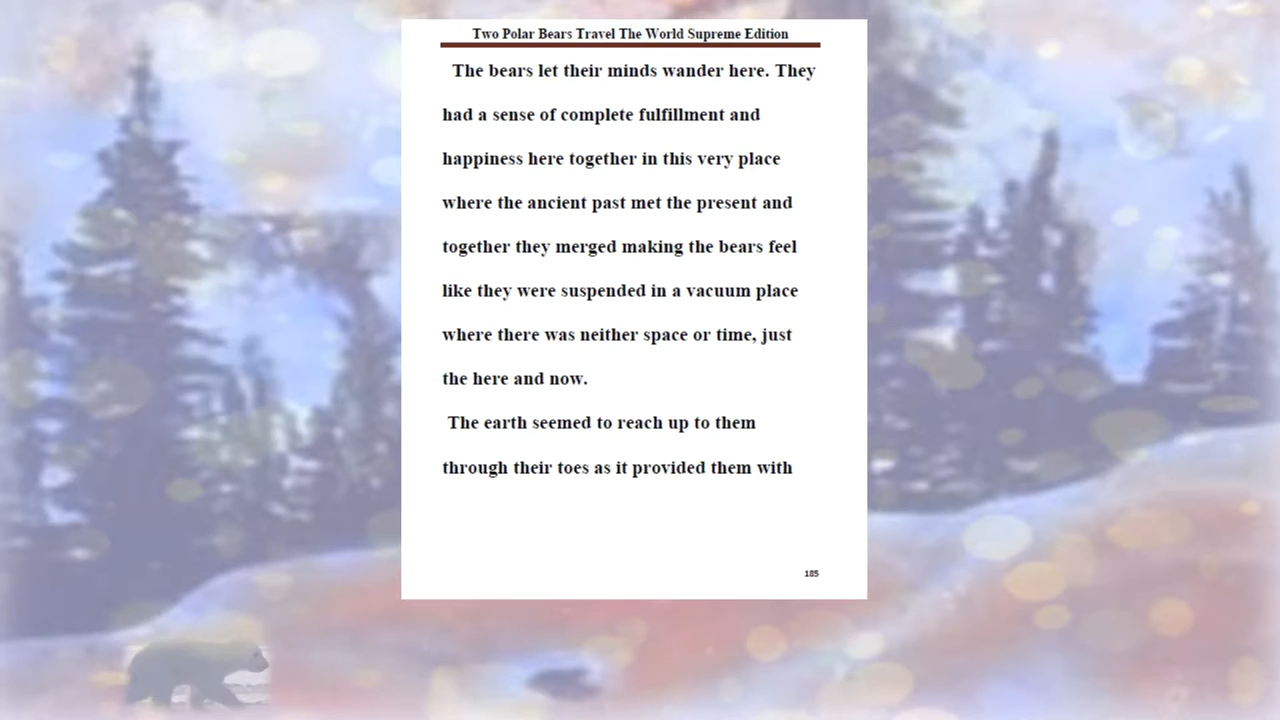 Two Polar Bears Travel The World Supreme Edition
The bears let their minds wander here. They
had a sense of complete fulfillment and
happiness here together in this very place
where the ancient past met the present and
together they merged making the bears feel
like they were suspended in a vacuum place
where there was neither space or time, just
the here and now.
The earth seemed to reach up to them
through their toes as it provided them with
185